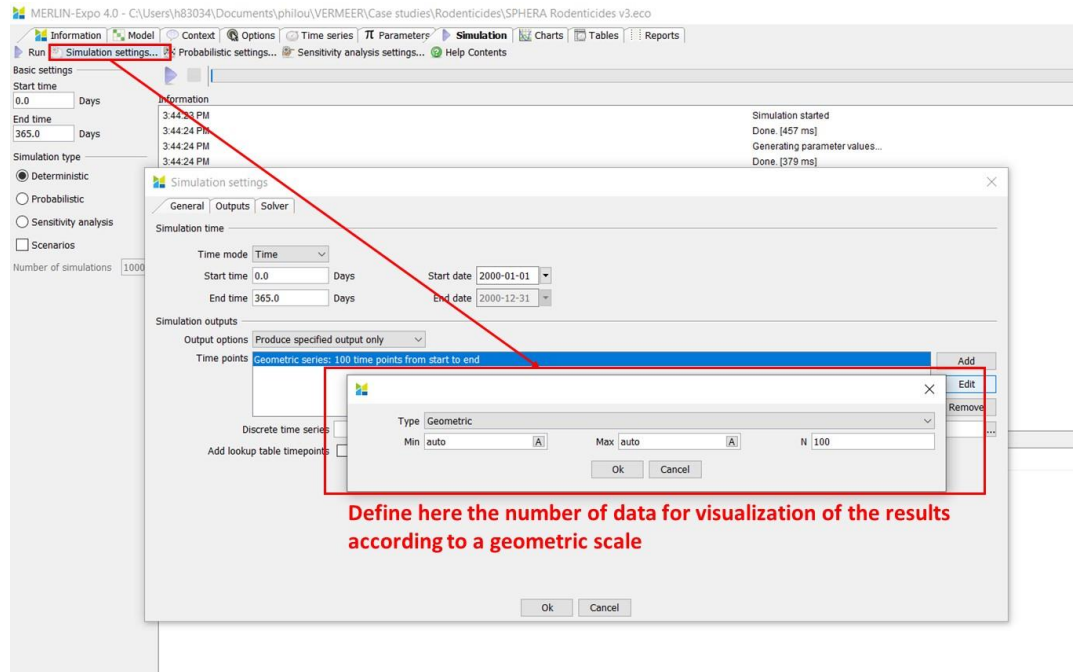 MERLIN-Expo 4.0 - C:\Users\h83034\Documents\philou\VERMEER\Case studies\Rodenticides\SPHERA Rodenticides v3.eco
Information Model Context Options Time series π Parameters Simulation Charts Tables Reports
Run Simulation settings... Probabilistic settings... Sensitivity analysis settings... Help Contents
Basic settings
Start time
0.0 Days
End time
365.0 Days
Simulation type
Deterministic
Probabilistic
Sensitivity analysis
Scenarios
Number of simulations 1000
Information
3:44:23 PM Simulation started
3:44:24 PM Done. [457 ms]
3:44:24 PM Generating parameter values...
3:44:24 PM Done. [379 ms]
Simulation settings
General Outputs Solver
Simulation time
Time mode Time
Start time 0.0 Days Start date 2000-01-01
End time 365.0 Days End date 2000-12-31
Simulation outputs
Output options Produce specified output only
Time points Geometric series: 100 time points from start to end Add
Edit
Remove
Discrete time series ...
Add lookup table timepoints
Type Geometric
Min auto A Max auto A N 100
Ok Cancel
Define here the number of data for visualization of the results
according to a geometric scale
Ok Cancel